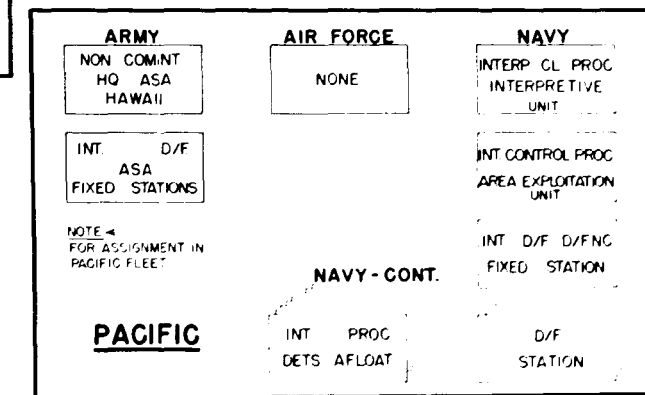 ARMY
NON COMINT
HQ ASA
HAWAII
INT. D/F
ASA
FIXED STATIONS
NOTE
FOR ASSIGNMENT IN
PACIFIC FLEET
PACIFIC
AIR FORCE
NONE
NAVY
INTERP CL PROC
INTERPRETIVE
UNIT
INT. CONTROL PROC
AREA EXPLOITATION
UNIT
INT D/F D/FNC
FIXED STATION
D/F
STATION
NAVY - CONT.
INT PROC
DETS AFLOAT